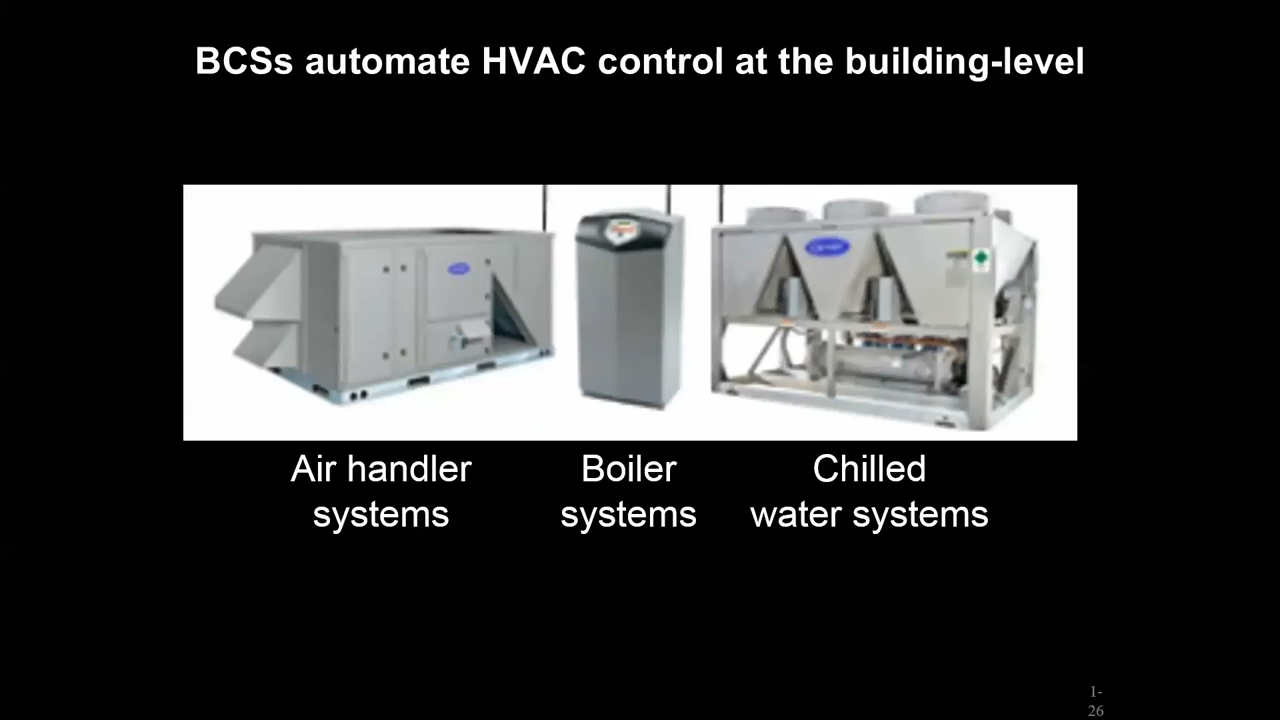 BCSs automate HVAC control at the building-level
Air handler
systems
Boiler
systems
Chilled
water systems
1-
26